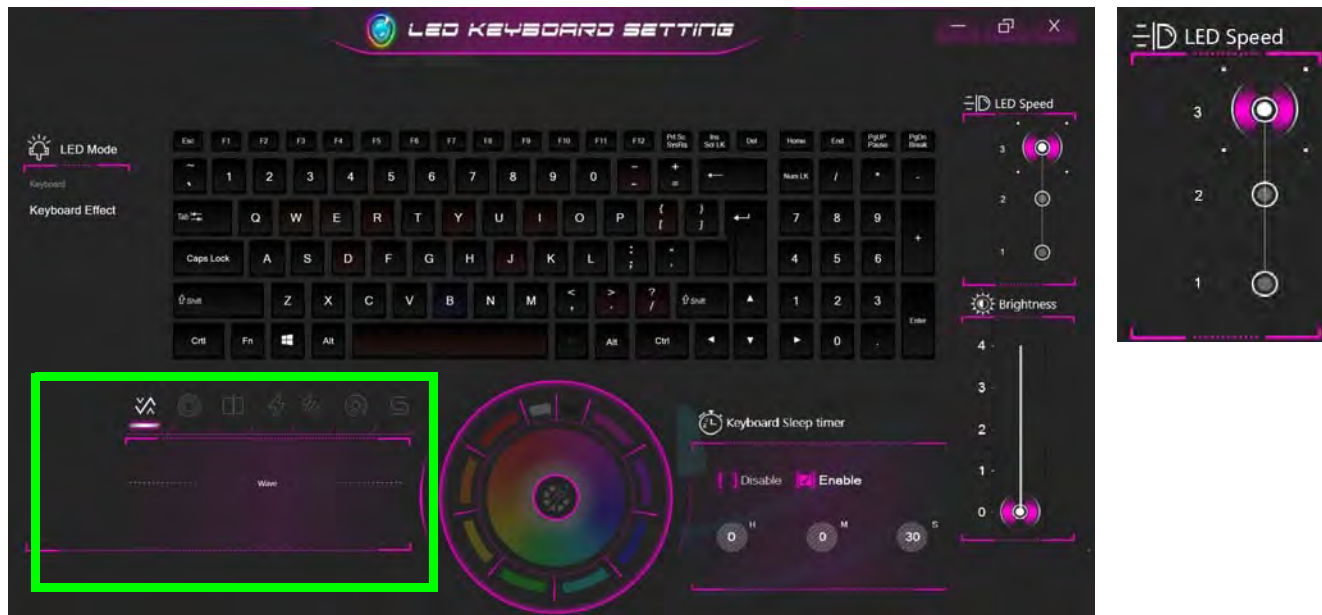 LED KEYBOARD SETTING
LED Mode
Keyboard
Keyboard Effect
Esc F1 F2 F3 F4 F5 F6 F7 F8 F9 F10 F11 F12 Prt Sc SysRq Ins Scr LK Del Home End PgUP Pause PgDn Break
~ ` 1 2 3 4 5 6 7 8 9 0 _ - + = ← Num LK / * -
Tab Q W E R T Y U I O P { [ } ] 7 8 9 +
Caps Lock A S D F G H J K L : ; " ' 4 5 6
⇧ Shift Z X C V B N M < , > . ? / ⇧ Shift ▲ 1 2 3 Enter
Crtl Fn Alt Alt Ctrl ◄ ▼ ► 0 .
LED Speed
3
2
1
Brightness
4
3
2
1
0
Wave
Keyboard Sleep timer
Disable Enable
0 H 0 M 30 S
LED Speed
3
2
1